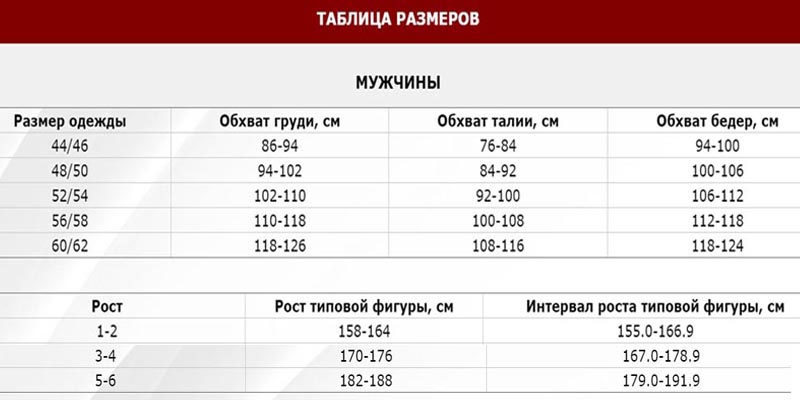 ТАБЛИЦА РАЗМЕРОВ
МУЖЧИНЫ
Размер одежды Обхват груди, см Обхват талии, см Обхват бедер, см
44/46 86-94 76-84 94-100
48/50 94-102 84-92 100-106
52/54 102-110 92-100 106-112
56/58 110-118 100-108 112-118
60/62 118-126 108-116 118-124
Рост Рост типовой фигуры, см Интервал роста типовой фигуры, см
1-2 158-164 155.0-166.9
3-4 170-176 167.0-178.9
5-6 182-188 179.0-191.9